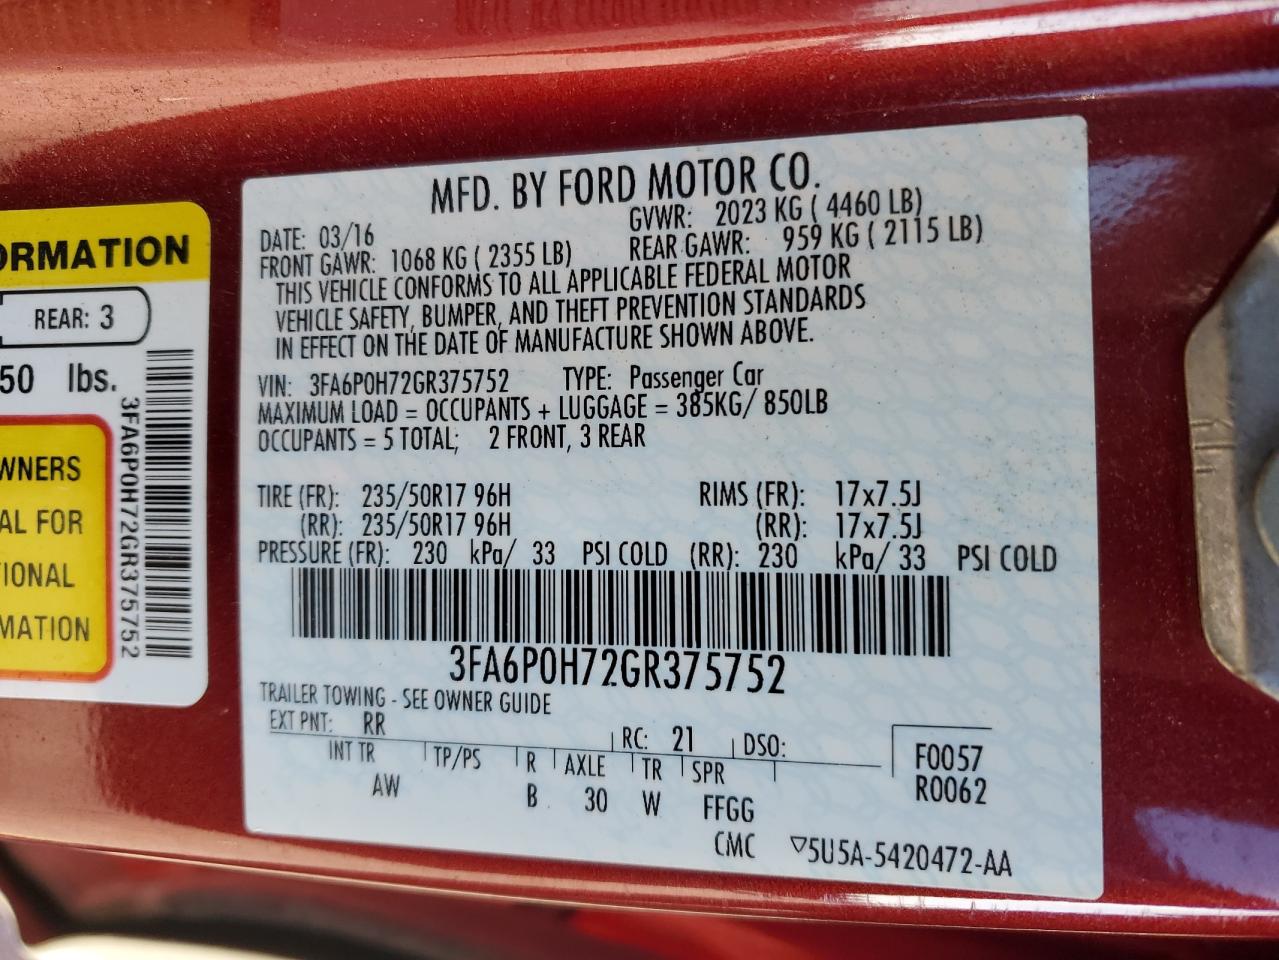 ORMATION
REAR: 3
50 lbs.
WNERS
AL FOR
TIONAL
MATION
3FA6P0H72GR375752
MFD. BY FORD MOTOR CO.
DATE: 03/16 GVWR: 2023 KG ( 4460 LB)
FRONT GAWR: 1068 KG ( 2355 LB) REAR GAWR: 959 KG ( 2115 LB)
THIS VEHICLE CONFORMS TO ALL APPLICABLE FEDERAL MOTOR
VEHICLE SAFETY, BUMPER, AND THEFT PREVENTION STANDARDS
IN EFFECT ON THE DATE OF MANUFACTURE SHOWN ABOVE.
VIN: 3FA6P0H72GR375752 TYPE: Passenger Car
MAXIMUM LOAD = OCCUPANTS + LUGGAGE = 385KG/ 850LB
OCCUPANTS = 5 TOTAL; 2 FRONT, 3 REAR
TIRE (FR): 235/50R17 96H RIMS (FR): 17x7.5J
(RR): 235/50R17 96H (RR): 17x7.5J
PRESSURE (FR): 230 kPa/ 33 PSI COLD (RR): 230 kPa/ 33 PSI COLD
3FA6P0H72GR375752
TRAILER TOWING - SEE OWNER GUIDE
EXT PNT: RR RC: 21 DSO: F0057
INT TR TP/PS R AXLE TR SPR R0062
AW B 30 W FFGG
CMC ▽5U5A-5420472-AA